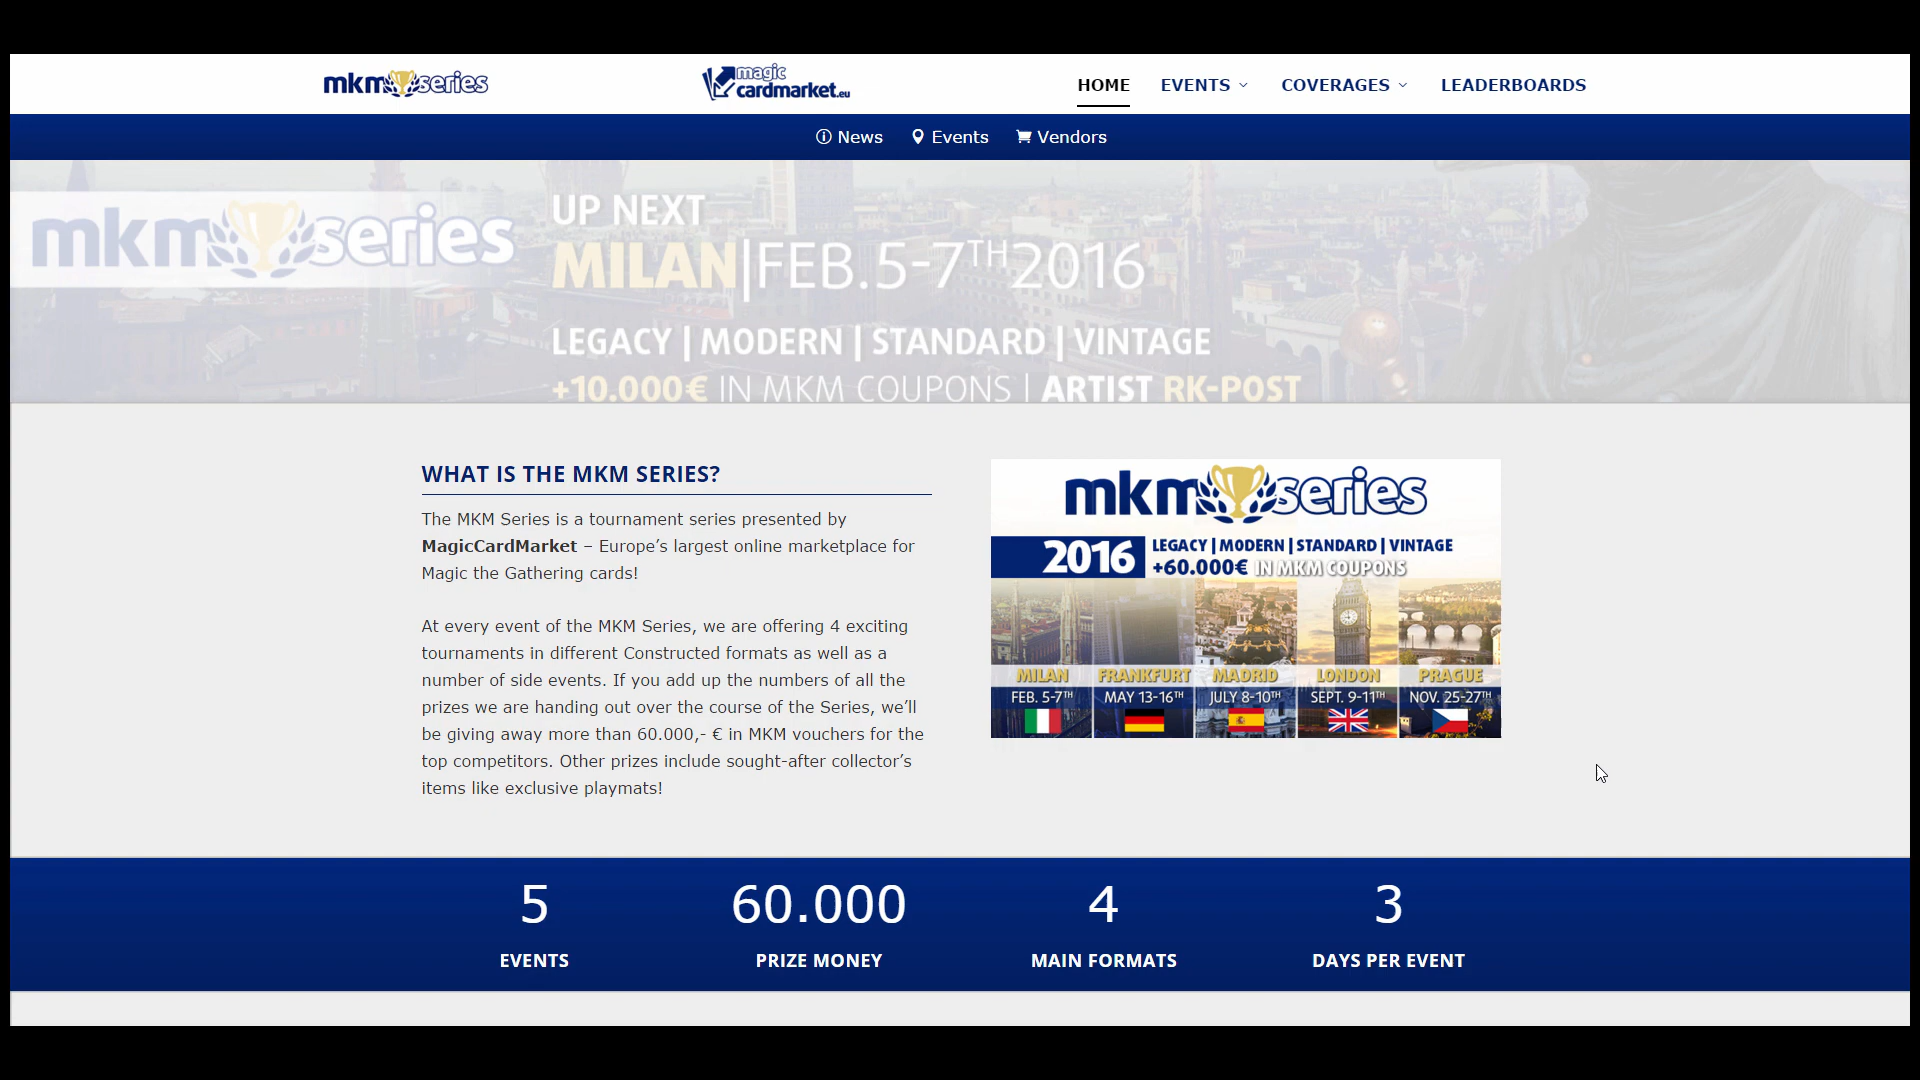 mkm series
magic
cardmarket.eu
HOME
EVENTS
COVERAGES
LEADERBOARDS
News
Events
Vendors
mkm series
UP NEXT
MILAN|FEB.5-7TH2016
LEGACY | MODERN | STANDARD | VINTAGE
+10.000€ IN MKM COUPONS | ARTIST RK-POST
WHAT IS THE MKM SERIES?
The MKM Series is a tournament series presented by
MagicCardMarket – Europe’s largest online marketplace for
Magic the Gathering cards!
At every event of the MKM Series, we are offering 4 exciting
tournaments in different Constructed formats as well as a
number of side events. If you add up the numbers of all the
prizes we are handing out over the course of the Series, we’ll
be giving away more than 60.000,- € in MKM vouchers for the
top competitors. Other prizes include sought-after collector’s
items like exclusive playmats!
mkm series
2016
LEGACY | MODERN | STANDARD | VINTAGE
+60.000€ IN MKM COUPONS
MILAN
FEB. 5-7TH
FRANKFURT
MAY 13-16TH
MADRID
JULY 8-10TH
LONDON
SEPT. 9-11TH
PRAGUE
NOV. 25-27TH
5
EVENTS
60.000
PRIZE MONEY
4
MAIN FORMATS
3
DAYS PER EVENT